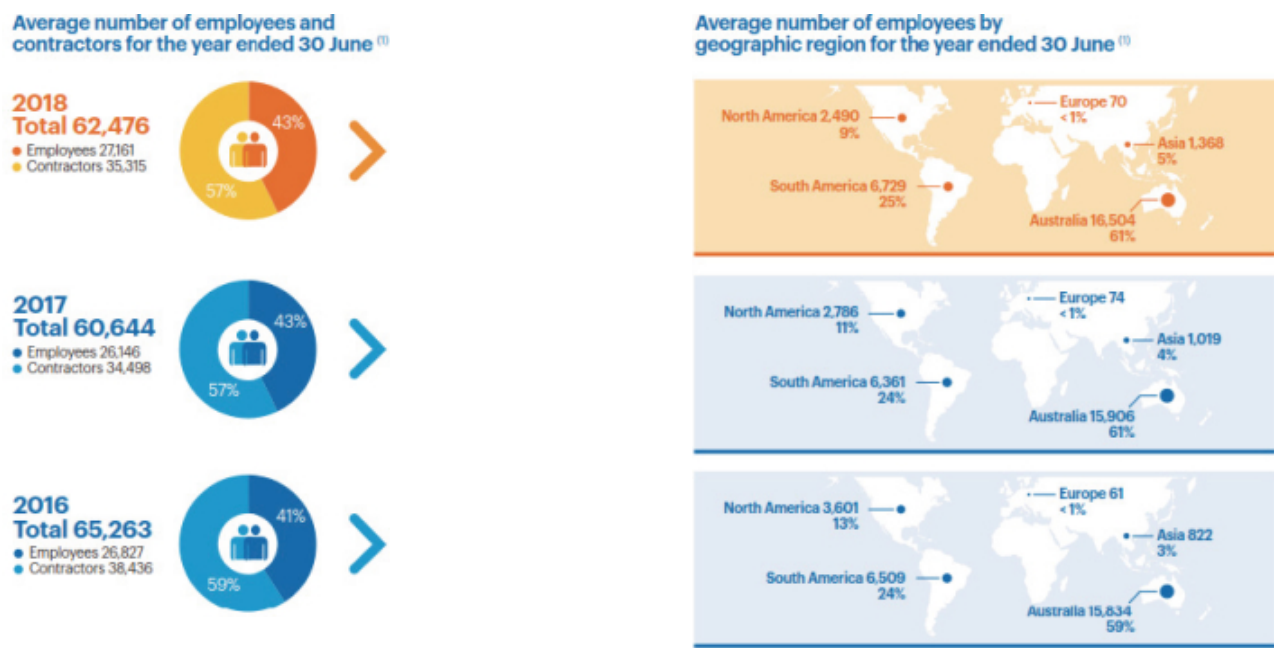 Average number of employees and
contractors for the year ended 30 June (1)
2018
Total 62,476
Employees 27,161
Contractors 35,315
43%
57%
2017
Total 60,644
Employees 26,146
Contractors 34,498
43%
57%
2016
Total 65,263
Employees 26,827
Contractors 38,436
41%
59%
Average number of employees by
geographic region for the year ended 30 June (1)
North America 2,490
9%
Europe 70
< 1%
Asia 1,368
5%
South America 6,729
25%
Australia 16,504
61%
North America 2,786
11%
Europe 74
< 1%
Asia 1,019
4%
South America 6,361
24%
Australia 15,906
61%
North America 3,601
13%
Europe 61
< 1%
Asia 822
3%
South America 6,509
24%
Australia 15,834
59%